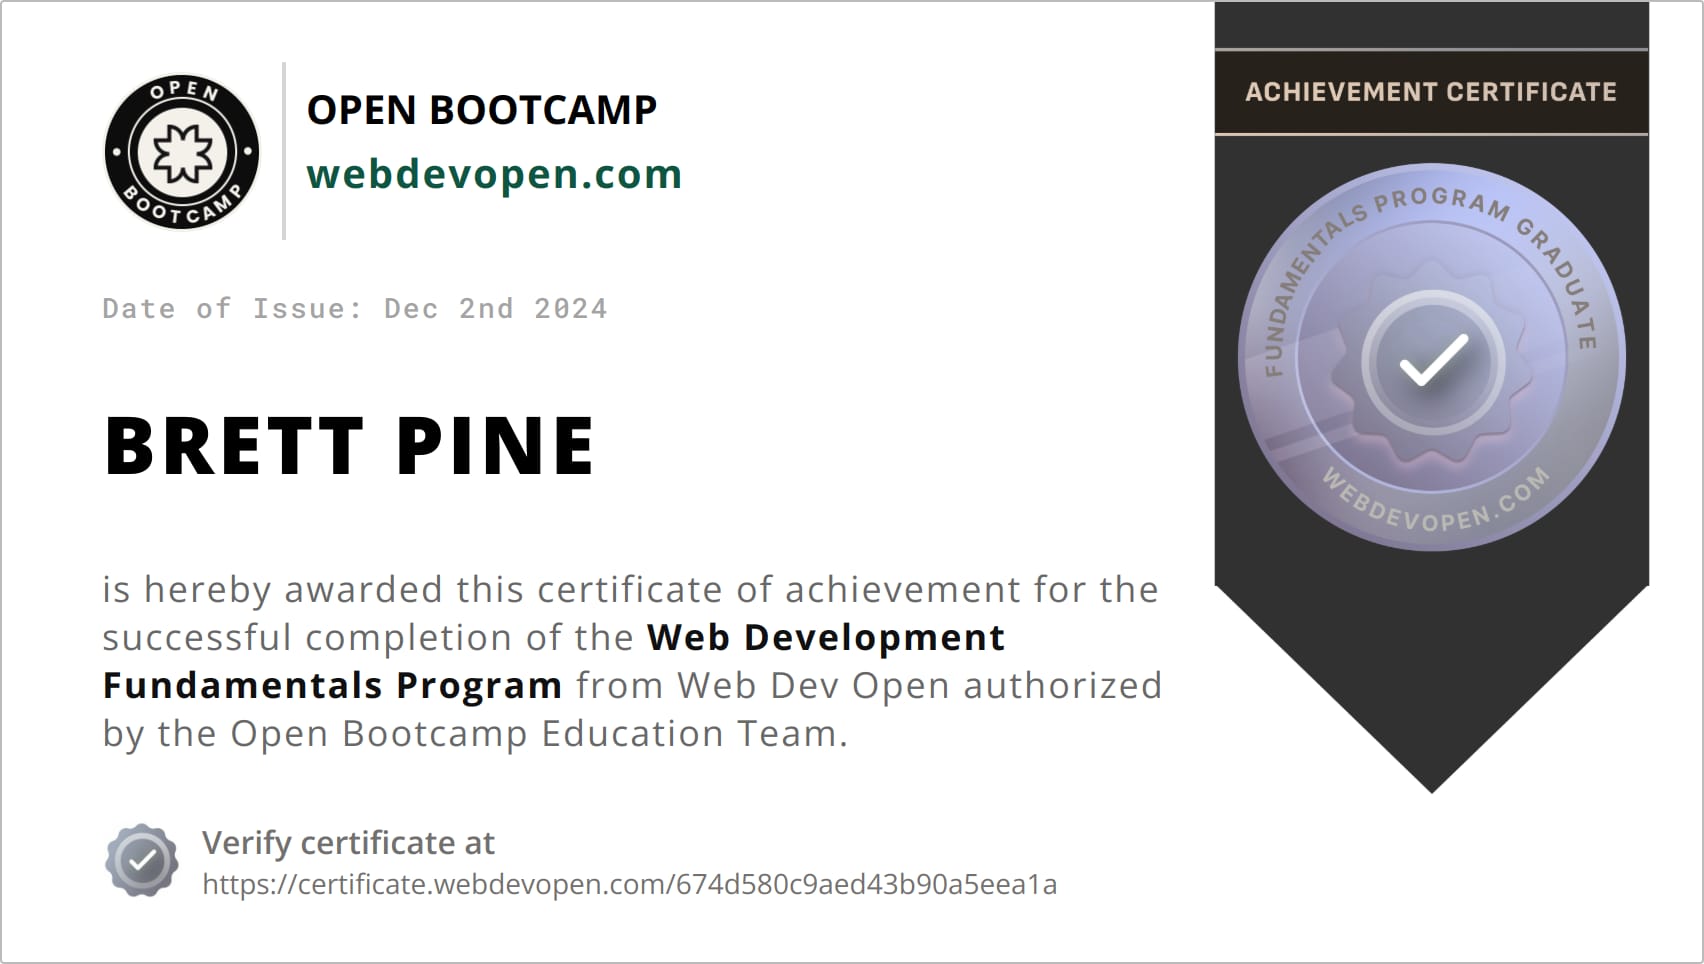 OPEN
BOOTCAMP
OPEN BOOTCAMP
webdevopen.com
ACHIEVEMENT CERTIFICATE
FUNDAMENTALS PROGRAM GRADUATE
WEBDEVOPEN.COM
Date of Issue: Dec 2nd 2024
BRETT PINE
is hereby awarded this certificate of achievement for the
successful completion of the Web Development
Fundamentals Program from Web Dev Open authorized
by the Open Bootcamp Education Team.
Verify certificate at
https://certificate.webdevopen.com/674d580c9aed43b90a5eea1a